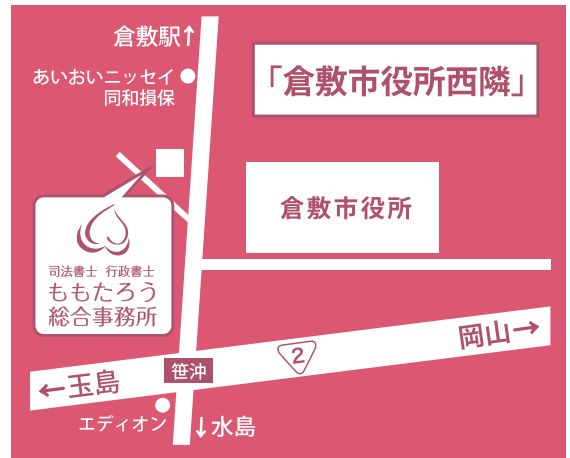 倉敷駅↑
あいおいニッセイ
同和損保
「倉敷市役所西隣」
倉敷市役所
司法書士 行政書士
ももたろう
総合事務所
岡山→
2
笹沖
←玉島
エディオン
↓水島